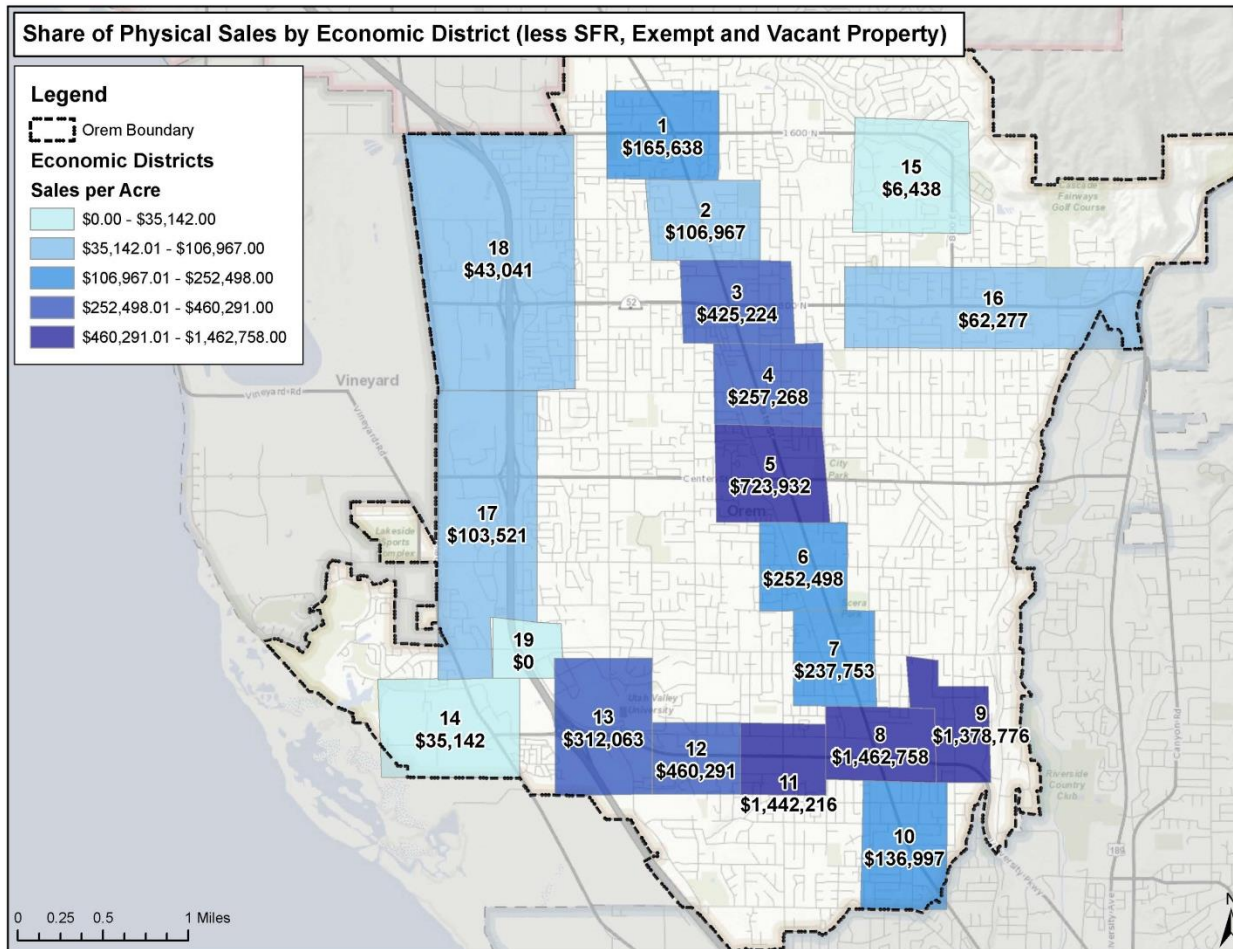 Share of Physical Sales by Economic District (less SFR, Exempt and Vacant Property)
Legend
Orem Boundary
Economic Districts
Sales per Acre
$0.00 - $35,142.00
$35,142.01 - $106,967.00
$106,967.01 - $252,498.00
$252,498.01 - $460,291.00
$460,291.01 - $1,462,758.00
1
$165,638
1600 N
15
$6,438
Cascade
Fairways
Golf Course
2
$106,967
18
$43,041
3
$425,224
52
16
$62,277
4
$257,268
Vineyard
Vineyard Rd
5
$723,932
City
Park
Orem
17
$103,521
Lakeside
Sports
Complex
6
$252,498
7
$237,753
19
$0
Utah Valley
University
14
$35,142
13
$312,063
12
$460,291
11
$1,442,216
8
$1,462,758
9
$1,378,776
Canyon Rd
Riverside
Country
Club
10
$136,997
189
0 0.25 0.5 1 Miles
N